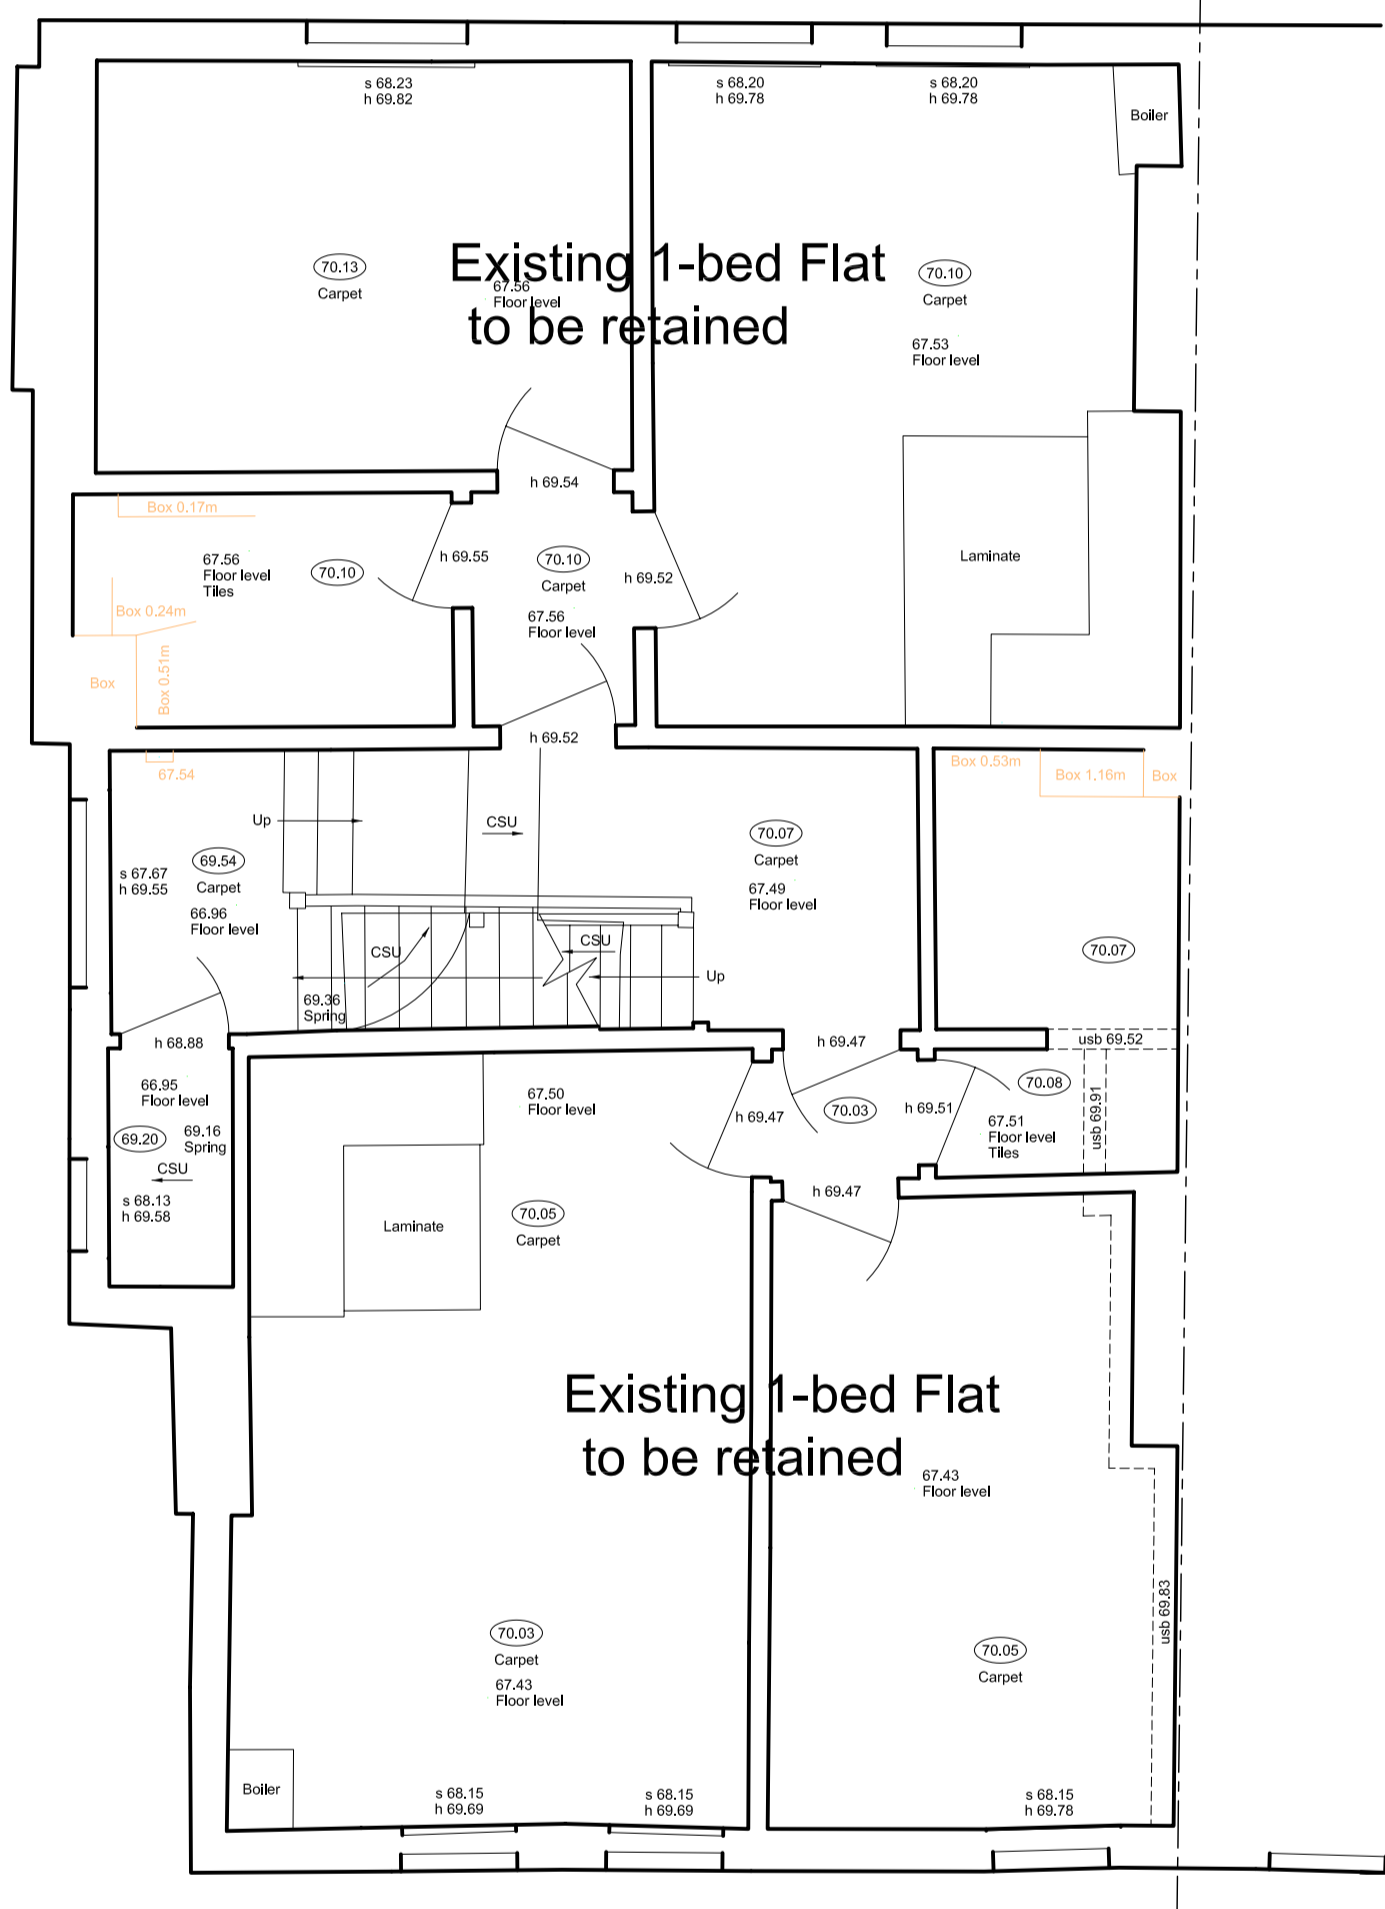 s 68.23
h 69.82
s 68.20
h 69.78
s 68.20
h 69.78
Boiler
Existing 1-bed Flat
to be retained
70.13
Carpet
67.56
Floor level
70.10
Carpet
67.53
Floor level
h 69.54
Box 0.17m
67.56
Floor level
Tiles
70.10
h 69.55
70.10
Carpet
h 69.52
Laminate
Box 0.24m
67.56
Floor level
Box
Box 0.51m
h 69.52
67.54
Box 0.53m
Box 1.16m
Box
Up
CSU
70.07
Carpet
s 67.67
h 69.55
69.54
Carpet
67.49
Floor level
66.96
Floor level
CSU
CSU
70.07
Up
69.36
Spring
h 68.88
h 69.47
usb 69.52
66.95
Floor level
67.50
Floor level
70.08
h 69.47
70.03
h 69.51
usb 69.91
69.20
69.16
Spring
67.51
Floor level
Tiles
CSU
s 68.13
h 69.58
h 69.47
Laminate
70.05
Carpet
Existing 1-bed Flat
to be retained
67.43
Floor level
usb 69.83
70.03
Carpet
67.43
Floor level
70.05
Carpet
Boiler
s 68.15
h 69.69
s 68.15
h 69.69
s 68.15
h 69.78